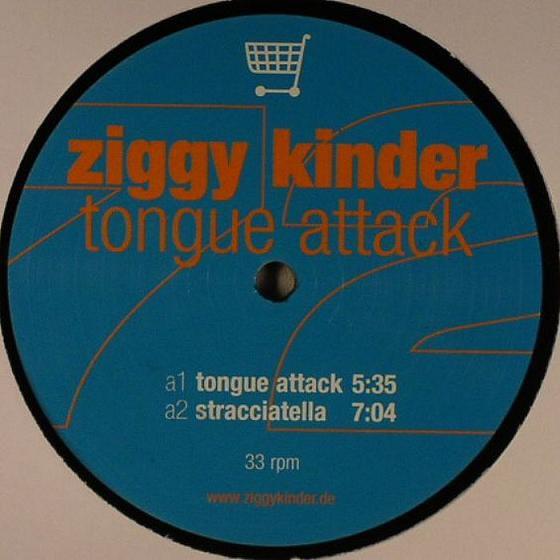 ziggy kinder
tongue attack
a1 tongue attack 5:35
a2 stracciatella 7:04
33 rpm
www.ziggykinder.de